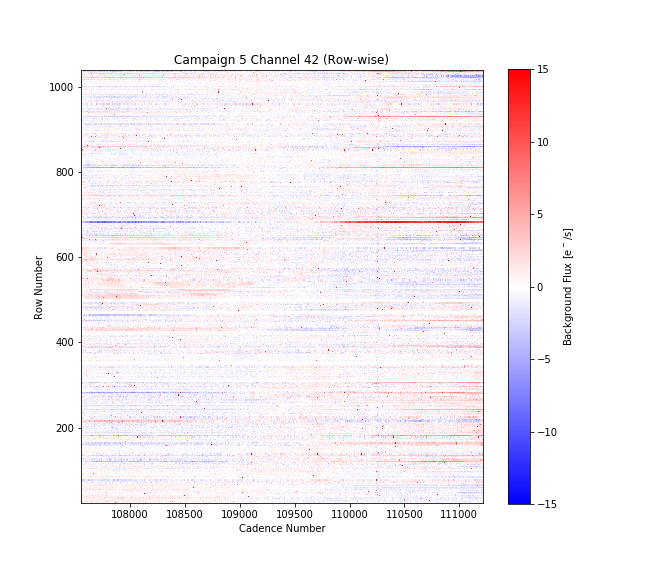 Campaign 5 Channel 42 (Row-wise)
1000
800
600
400
200
Row Number
108000 108500 109000 109500 110000 110500 111000
Cadence Number
15
10
5
0
−5
−10
−15
Background Flux [e⁻/s]